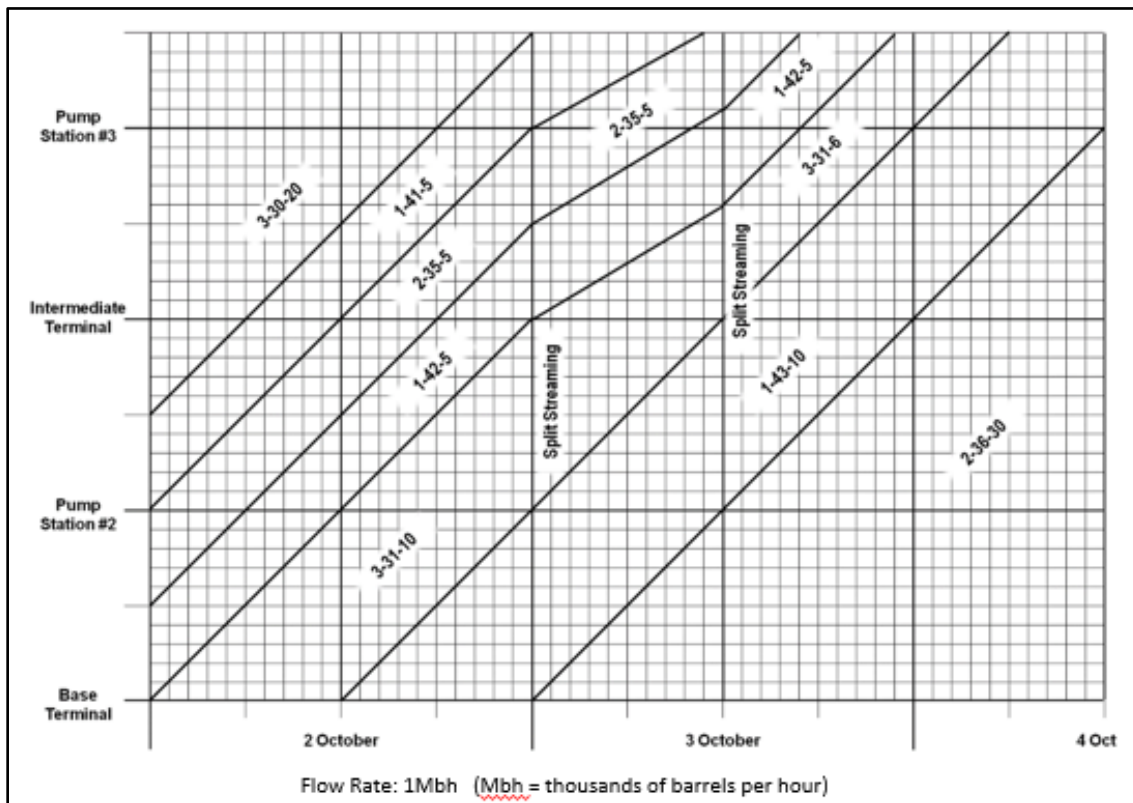 Pump
Station #3
Intermediate
Terminal
Pump
Station #2
Base
Terminal
3-30-20
1-41-5
2-35-5
1-42-5
3-31-10
2-35-5
1-42-5
3-31-6
Split Streaming
Split Streaming
1-43-10
2-36-30
2 October
3 October
4 Oct
Flow Rate: 1Mbh (Mbh = thousands of barrels per hour)